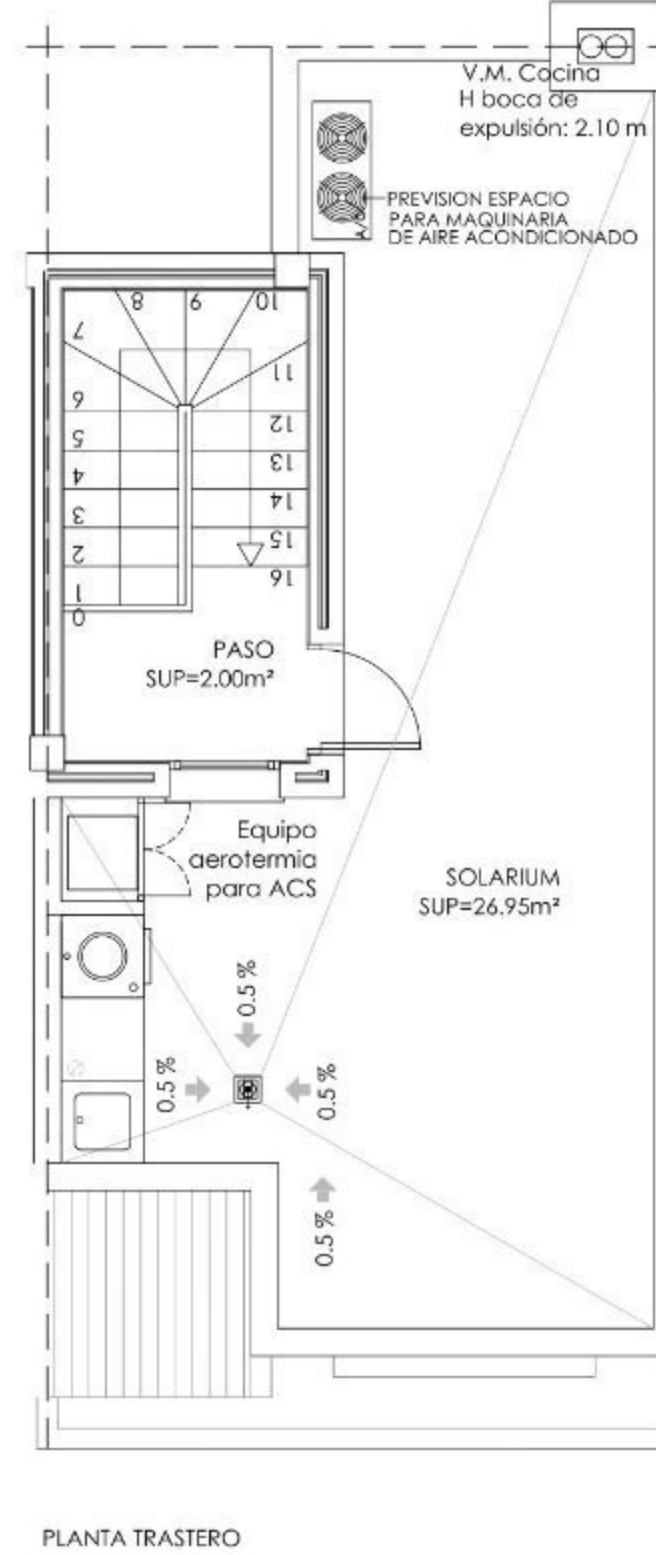 V.M. Cocina
H boca de
expulsión: 2.10 m
PREVISION ESPACIO
PARA MAQUINARIA
DE AIRE ACONDICIONADO
8
9
10
7
11
6
12
5
13
4
14
3
15
2
16
1
0
PASO
SUP=2.00m²
Equipo
aerotermia
para ACS
SOLARIUM
SUP=26.95m²
0.5 %
0.5 %
0.5 %
0.5 %
PLANTA TRASTERO